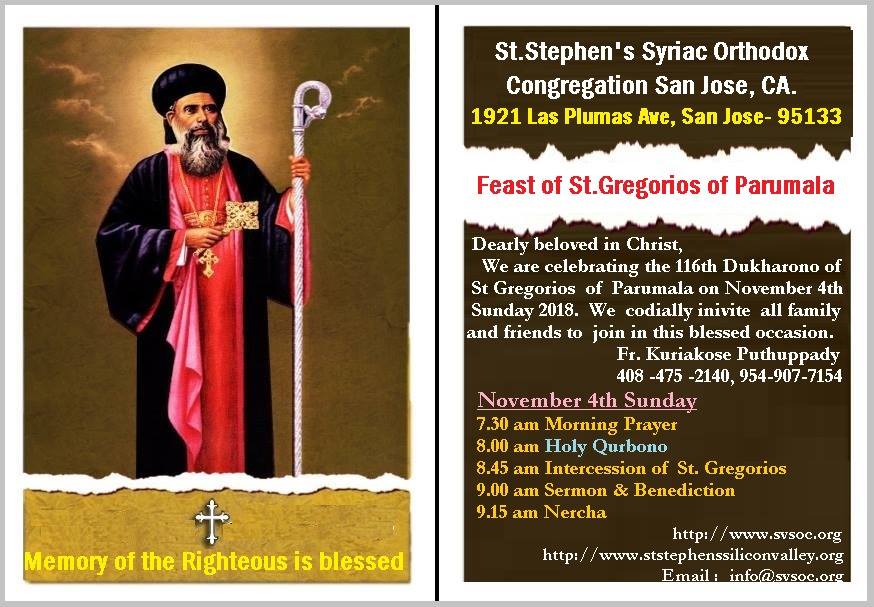 Memory of the Righteous is blessed
St.Stephen's Syriac Orthodox
Congregation San Jose, CA.
1921 Las Plumas Ave, San Jose- 95133
Feast of St.Gregorios of Parumala
Dearly beloved in Christ,
We are celebrating the 116th Dukharono of
St Gregorios of Parumala on November 4th
Sunday 2018. We codially inivite all family
and friends to join in this blessed occasion.
Fr. Kuriakose Puthuppady
408 -475 -2140, 954-907-7154
November 4th Sunday
7.30 am Morning Prayer
8.00 am Holy Qurbono
8.45 am Intercession of St. Gregorios
9.00 am Sermon & Benediction
9.15 am Nercha
http://www.svsoc.org
http://www.ststephenssiliconvalley.org
Email : info@svsoc.org